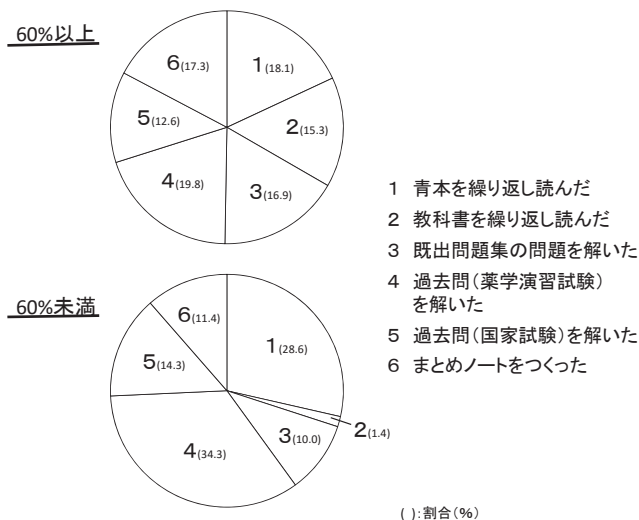 60%以上
1(18.1)
2(15.3)
3(16.9)
4(19.8)
5(12.6)
6(17.3)
60%未満
1(28.6)
2(1.4)
3(10.0)
4(34.3)
5(14.3)
6(11.4)
1 青本を繰り返し読んだ
2 教科書を繰り返し読んだ
3 既出問題集の問題を解いた
4 過去問(薬学演習試験)
を解いた
5 過去問(国家試験)を解いた
6 まとめノートをつくった
( ):割合(%)